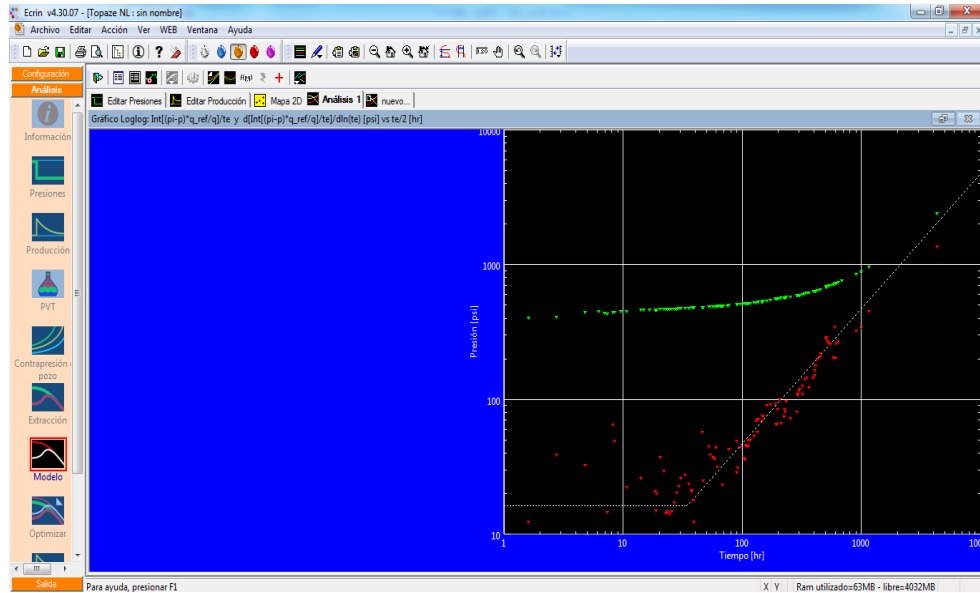 Ecrin v4.30.07 - [Topaze NL : sin nombre]
Archivo Editar Acción Ver WEB Ventana Ayuda
Configuración
Análisis
Información
Presiones
Producción
PVT
Contrapresión
pozo
Extracción
Modelo
Optimizar
Salida
Editar Presiones
Editar Producción
Mapa 2D
Análisis 1
nuevo...
Gráfico Loglog: Int[(pi-p)*q_ref/q]/te y d[Int[(pi-p)*q_ref/q]/te]/dln(te) [psi] vs te/2 [hr]
10000
1000
100
10
Presión [psi]
1
10
100
1000
Tiempo [hr]
Para ayuda, presionar F1
X Y
Ram utilizado=63MB - libre=4032MB